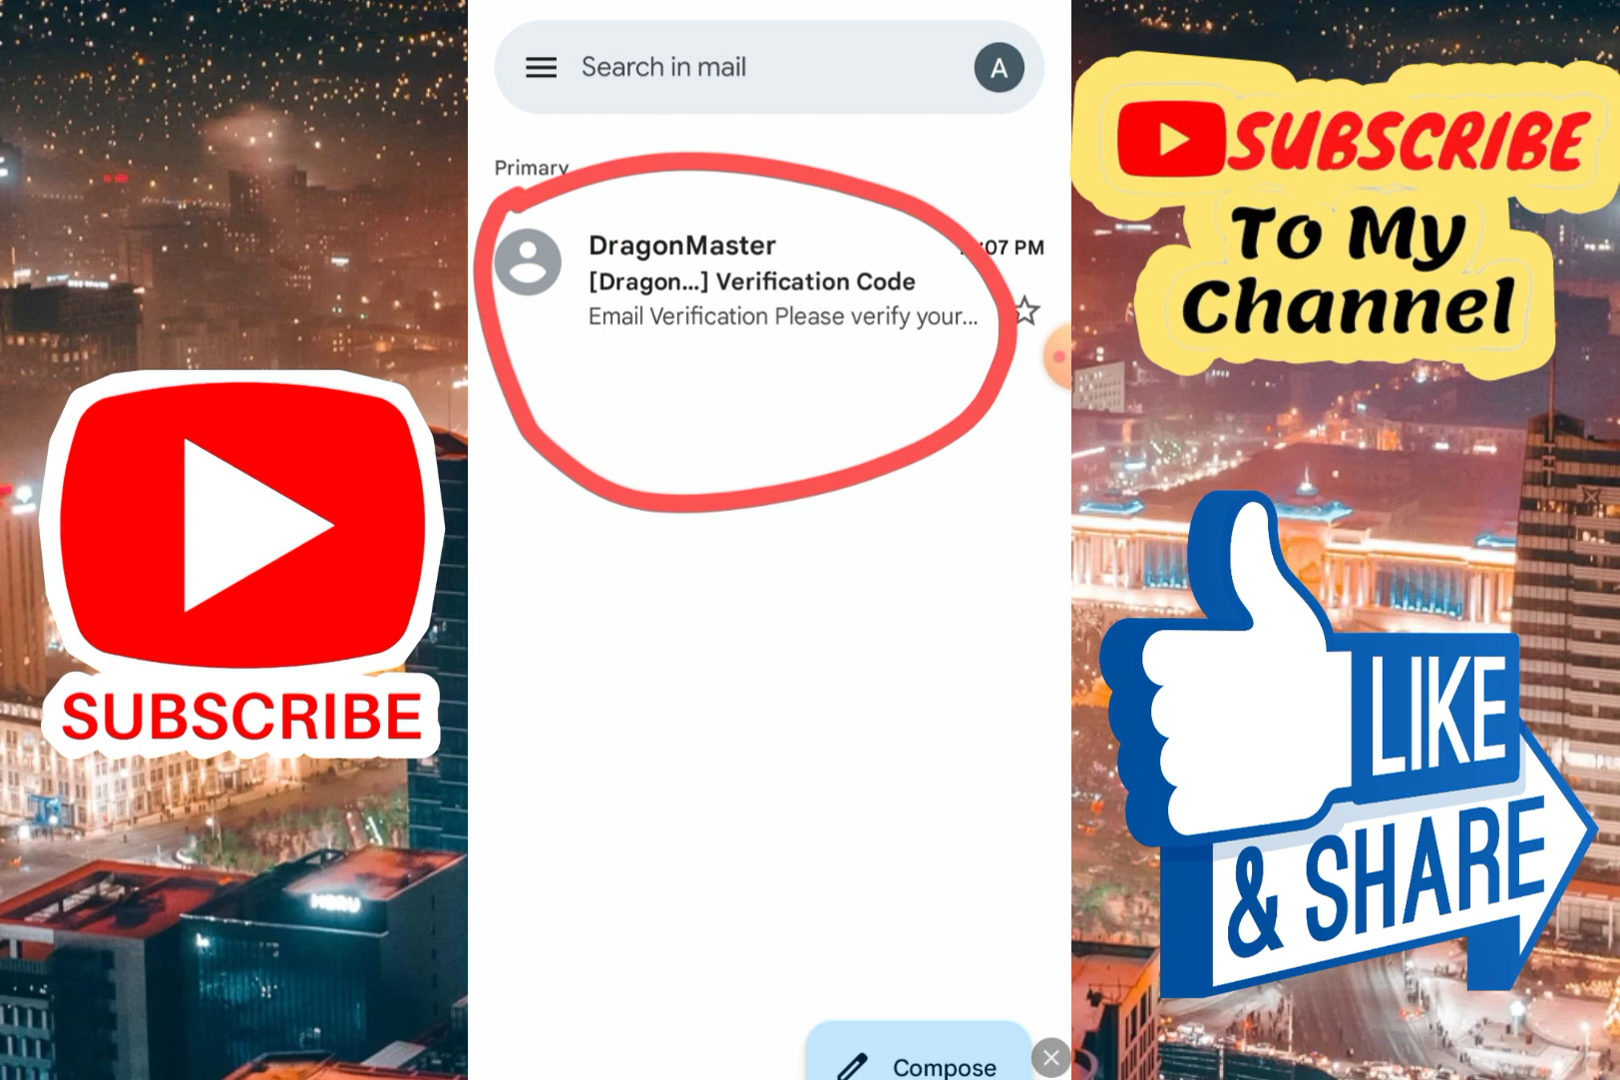 Search in mail
A
Primary
DragonMaster
:07 PM
[Dragon...] Verification Code
Email Verification Please verify your...
Compose
SUBSCRIBE
SUBSCRIBE
To My
Channel
LIKE
& SHARE